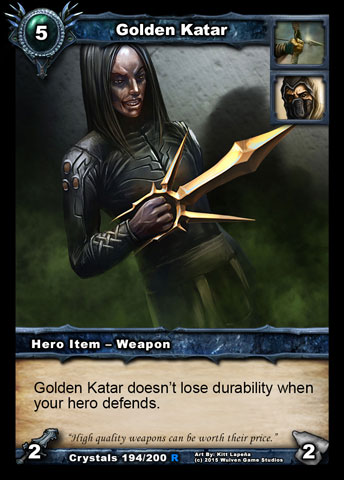 5
Golden Katar
Hero Item – Weapon
Golden Katar doesn't lose durability when
your hero defends.
"High quality weapons can be worth their price."
2
Crystals 194/200 R
Art By: Kitt Lapeña
(c) 2015 Wulven Game Studios
2